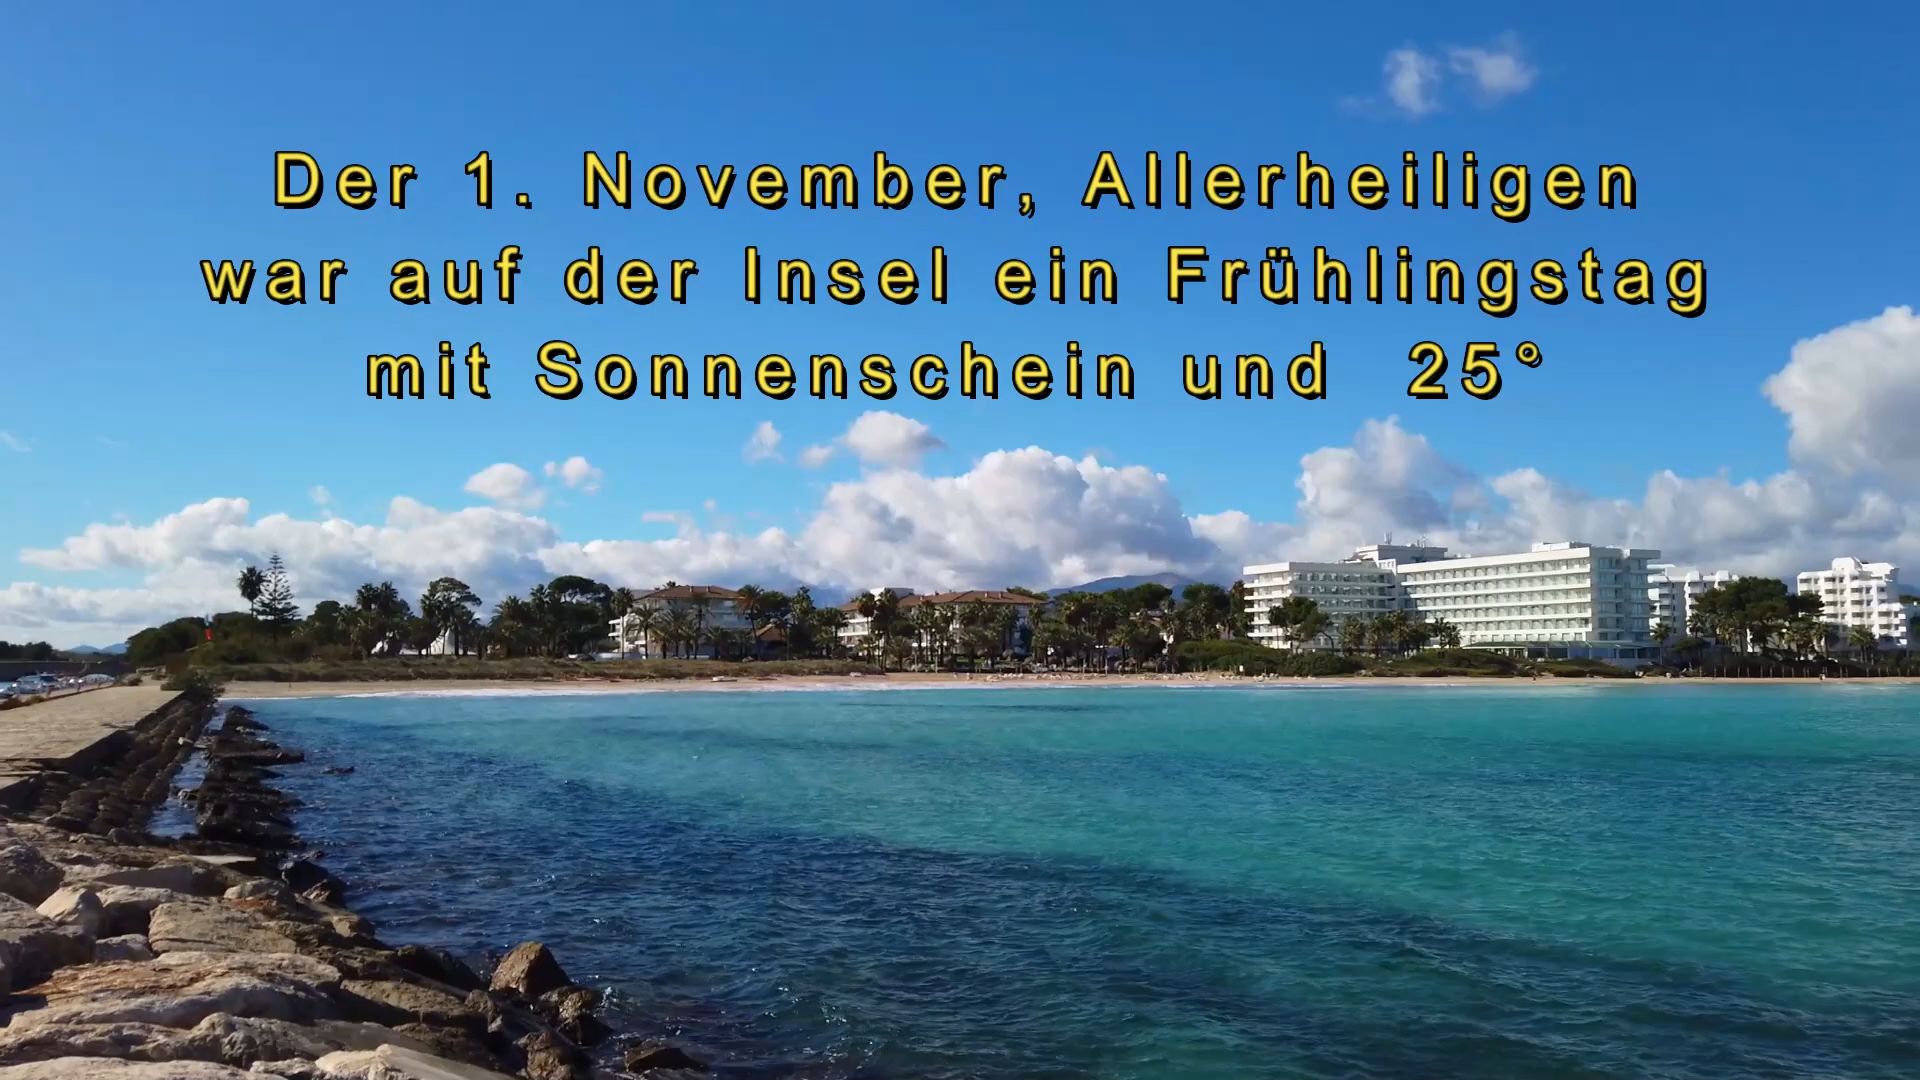 Der 1. November, Allerheiligen
war auf der Insel ein Frühlingstag
mit Sonnenschein und 25°